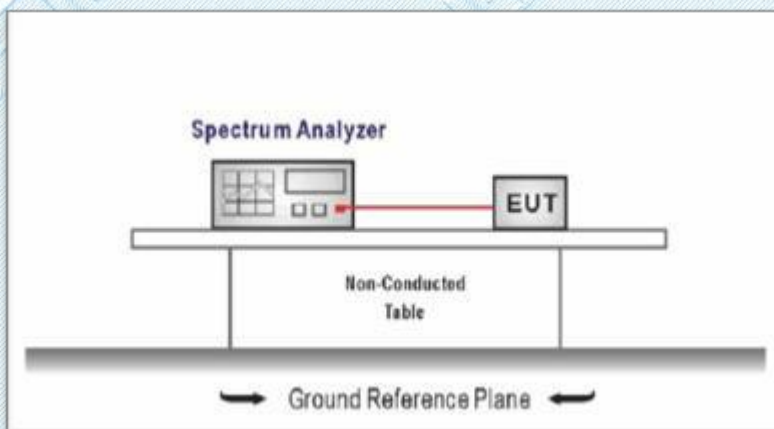 Spectrum Analyzer
EUT
Non-Conducted
Table
Ground Reference Plane